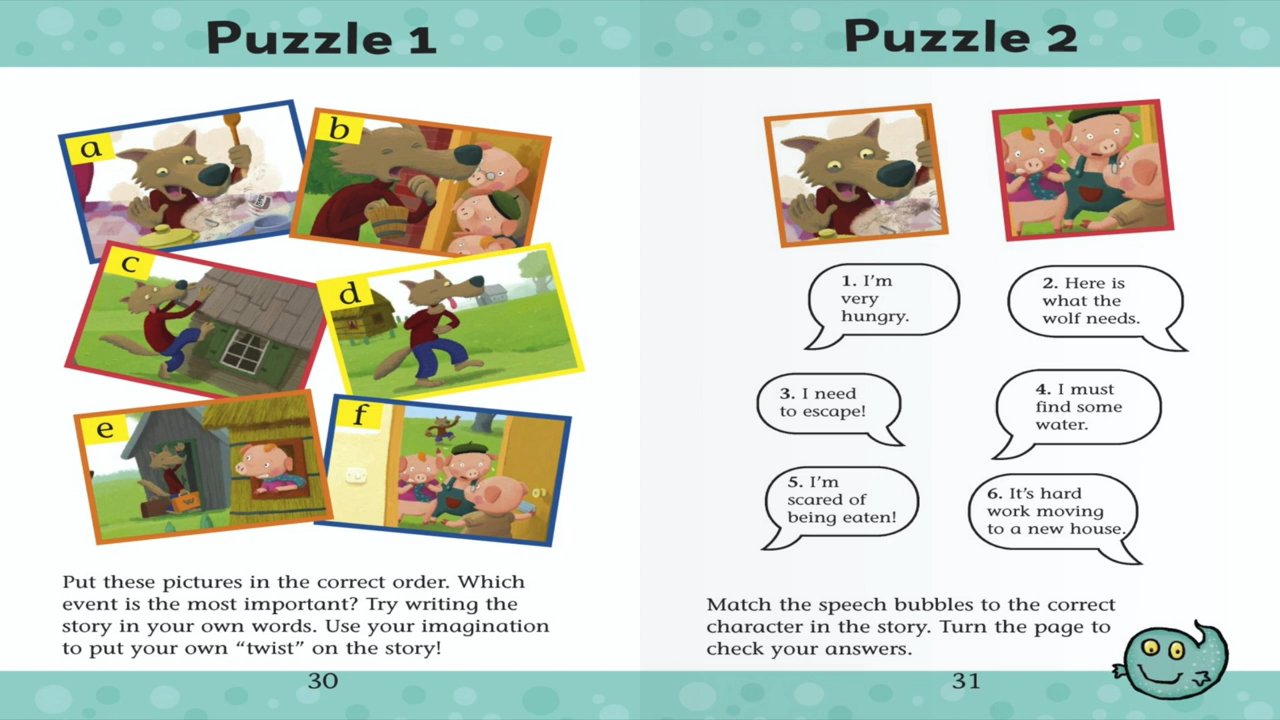 Puzzle 1
a
b
c
d
e
f
Put these pictures in the correct order. Which
event is the most important? Try writing the
story in your own words. Use your imagination
to put your own “twist” on the story!
30
Puzzle 2
1. I’m
very
hungry.
2. Here is
what the
wolf needs.
3. I need
to escape!
4. I must
find some
water.
5. I’m
scared of
being eaten!
6. It’s hard
work moving
to a new house.
Match the speech bubbles to the correct
character in the story. Turn the page to
check your answers.
31